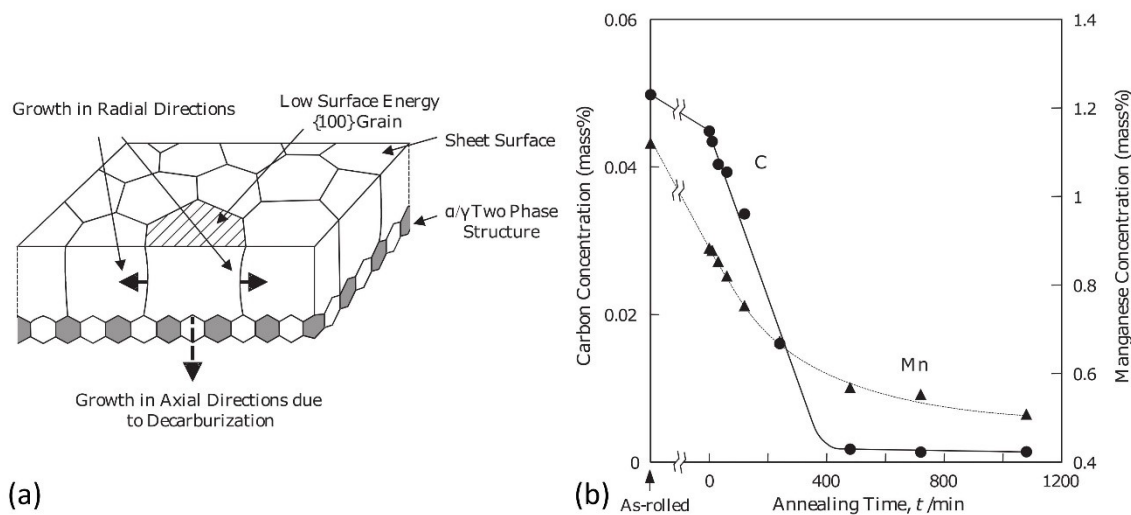 Growth in Radial Directions
Low Surface Energy
{100} Grain
Sheet Surface
α/γ Two Phase
Structure
Growth in Axial Directions due
to Decarburization
(a)
Carbon Concentration (mass%)
0.06
0.04
0.02
0
C
Mn
1.4
1.2
1
0.8
0.6
0.4
Manganese Concentration (mass%)
0
400
800
1200
As-rolled
Annealing Time, t /min
(b)